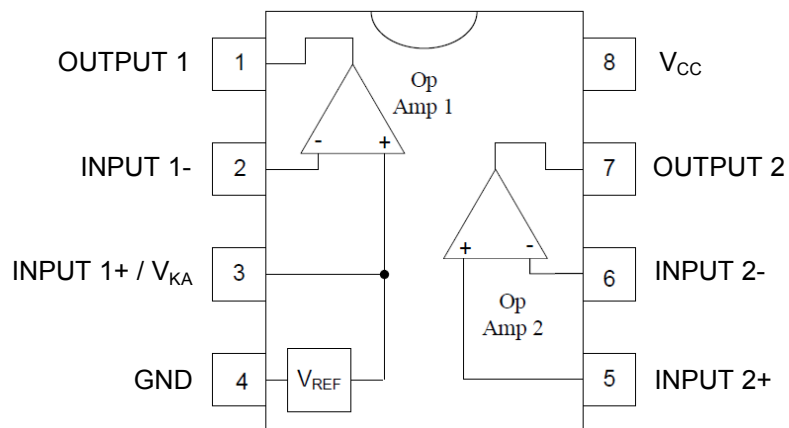 OUTPUT 1
1
Op
Amp 1
8
VCC
-
+
INPUT 1-
2
7
OUTPUT 2
INPUT 1+ / VKA
3
+
-
6
INPUT 2-
Op
Amp 2
GND
4
VREF
5
INPUT 2+